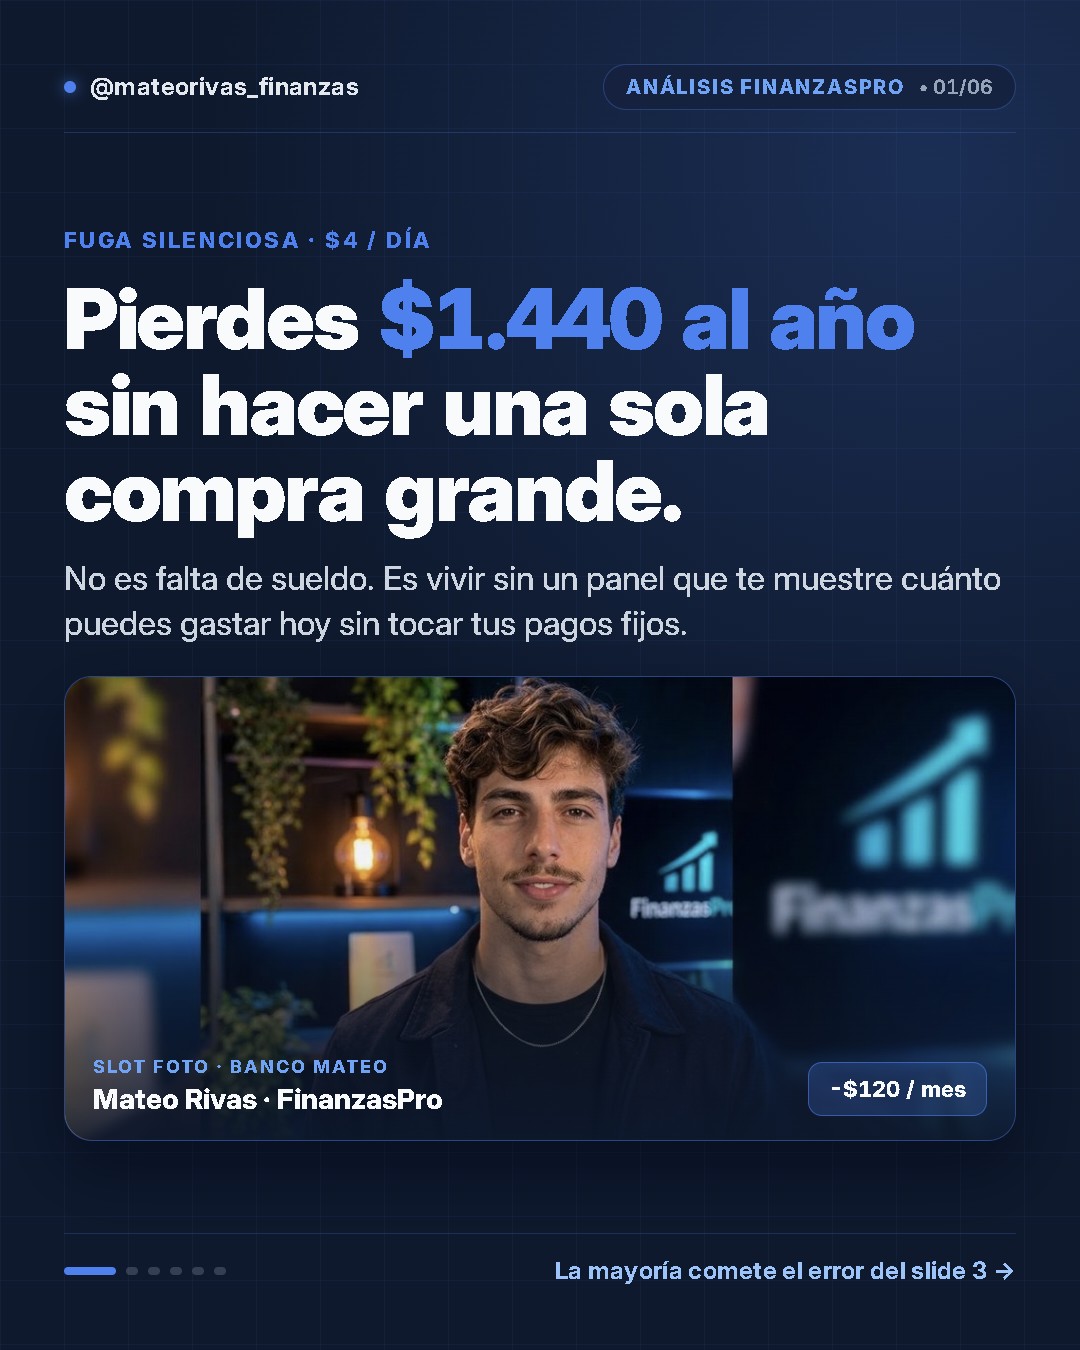 @mateorivas_finanzas
ANÁLISIS FINANZASPRO • 01/06
FUGA SILENCIOSA · $4 / DÍA
Pierdes $1.440 al año
sin hacer una sola
compra grande.
No es falta de sueldo. Es vivir sin un panel que te muestre cuánto
puedes gastar hoy sin tocar tus pagos fijos.
FinanzasPr
FinanzasPr
SLOT FOTO · BANCO MATEO
Mateo Rivas · FinanzasPro
-$120 / mes
La mayoría comete el error del slide 3 →